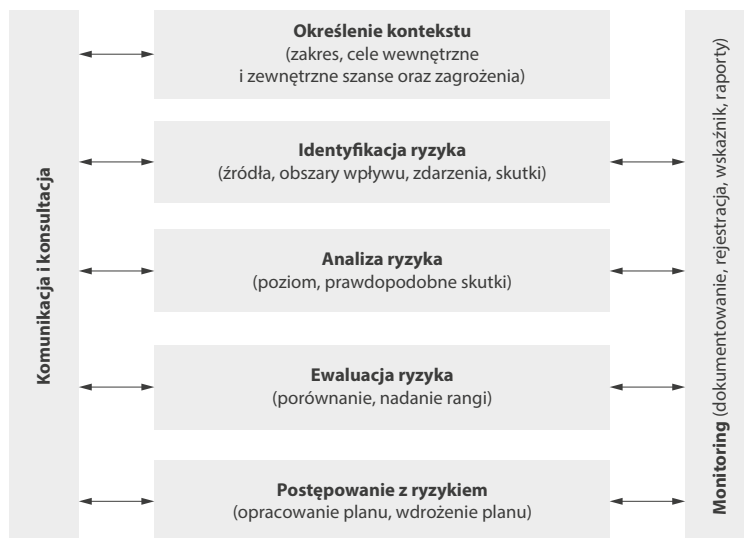 Komunikacja i konsultacja
Określenie kontekstu
(zakres, cele wewnętrzne
i zewnętrzne szanse oraz zagrożenia)
Identyfikacja ryzyka
(źródła, obszary wpływu, zdarzenia, skutki)
Analiza ryzyka
(poziom, prawdopodobne skutki)
Ewaluacja ryzyka
(porównanie, nadanie rangi)
Postępowanie z ryzykiem
(opracowanie planu, wdrożenie planu)
Monitoring (dokumentowanie, rejestracja, wskaźnik, raporty)